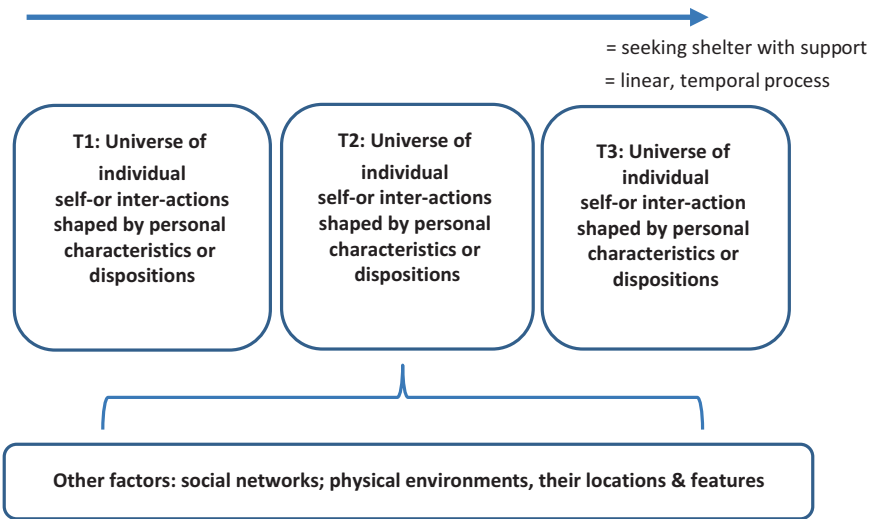 = seeking shelter with support
= linear, temporal process
T1: Universe of
individual
self-or inter-actions
shaped by personal
characteristics or
dispositions
T2: Universe of
individual
self-or inter-actions
shaped by personal
characteristics or
dispositions
T3: Universe of
individual
self-or inter-action
shaped by personal
characteristics or
dispositions
Other factors: social networks; physical environments, their locations & features